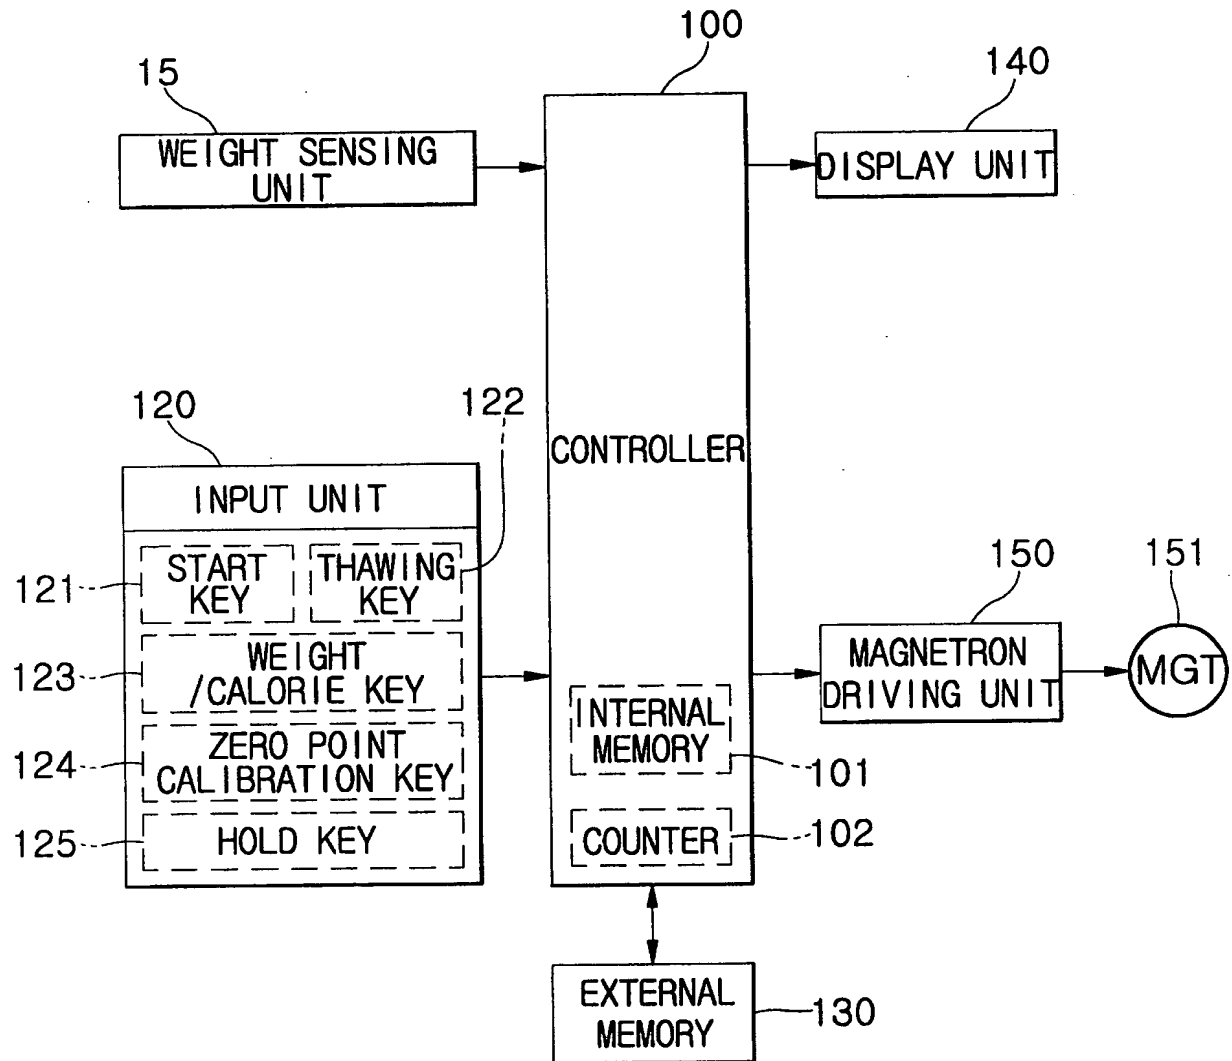 100
15
140
WEIGHT SENSING
UNIT
DISPLAY UNIT
120
122
CONTROLLER
INPUT UNIT
121
START
KEY
THAWING
KEY
150
151
123
WEIGHT
/CALORIE KEY
MAGNETRON
DRIVING UNIT
MGT
124
ZERO POINT
CALIBRATION KEY
INTERNAL
MEMORY
101
125
HOLD KEY
COUNTER
102
EXTERNAL
MEMORY
130